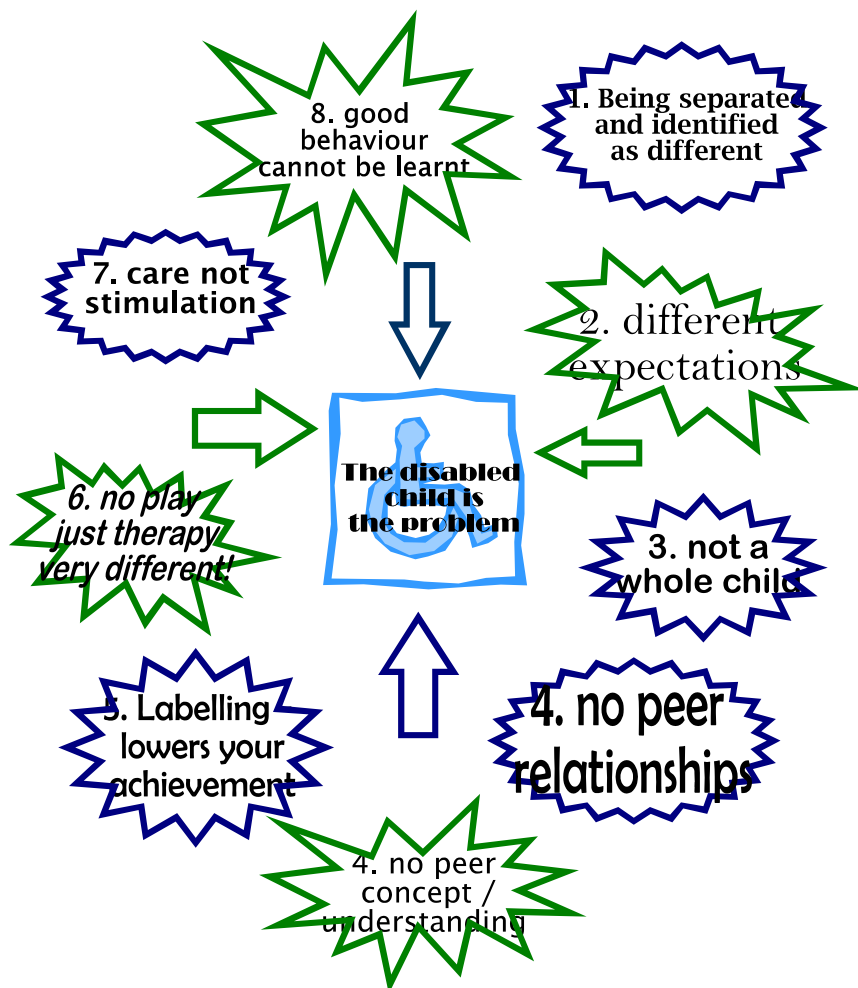 8. good
behaviour
cannot be learnt
1. Being separated
and identified
as different
7. care not
stimulation
2. different
expectations
The disabled
child is
the problem
6. no play
just therapy
very different!
3. not a
whole child
5. Labelling
lowers your
achievement
4. no peer
relationships
4. no peer
concept /
understanding